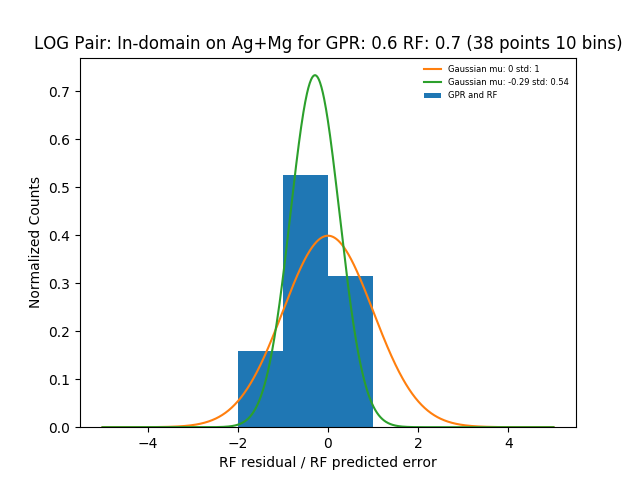 LOG Pair: In-domain on Ag+Mg for GPR: 0.6 RF: 0.7 (38 points 10 bins)
Gaussian mu: 0 std: 1
Gaussian mu: -0.29 std: 0.54
GPR and RF
Normalized Counts
0.7
0.6
0.5
0.4
0.3
0.2
0.1
0.0
−4
−2
0
2
4
RF residual / RF predicted error